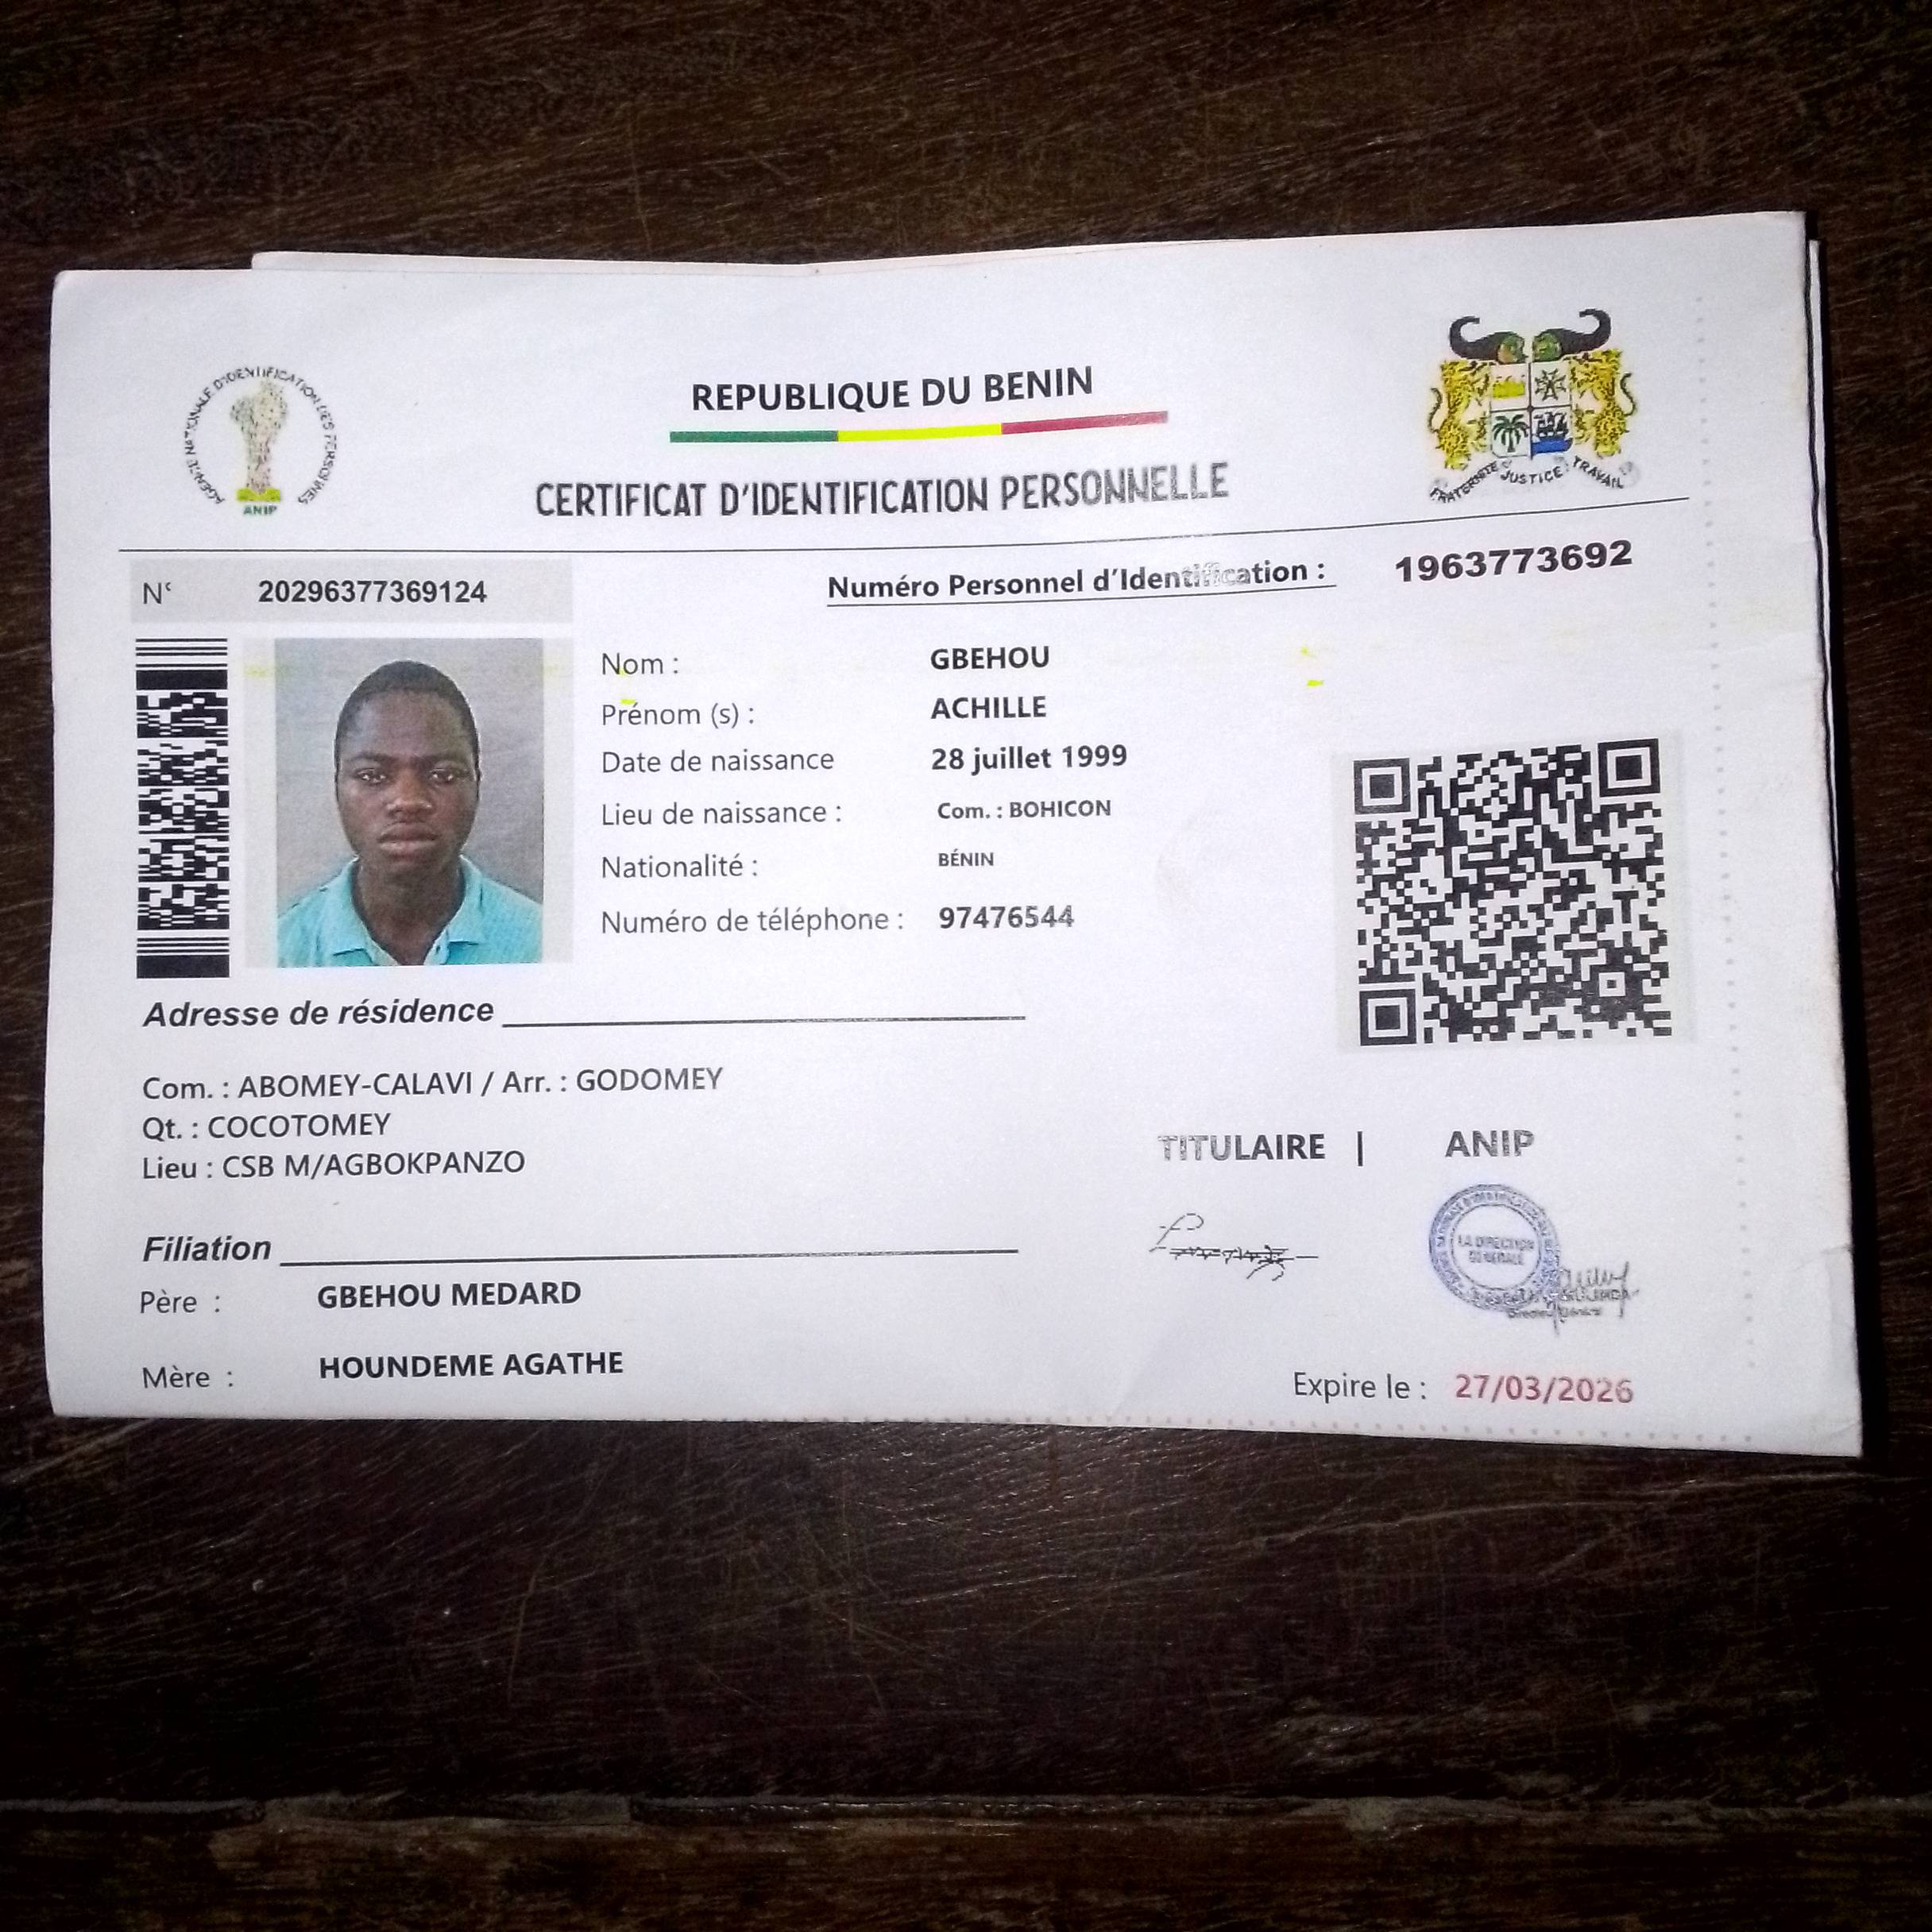 AGENCE NATIONALE D'IDENTIFICATION DES PERSONNES
ANIP
REPUBLIQUE DU BENIN
CERTIFICAT D'IDENTIFICATION PERSONNELLE
FRATERNITE JUSTICE TRAVAIL
N° 20296377369124
Numéro Personnel d'Identification : 1963773692
Nom : GBEHOU
Prénom (s) : ACHILLE
Date de naissance 28 juillet 1999
Lieu de naissance : Com. : BOHICON
Nationalité : BÉNIN
Numéro de téléphone : 97476544
Adresse de résidence
Com. : ABOMEY-CALAVI / Arr. : GODOMEY
Qt. : COCOTOMEY
Lieu : CSB M/AGBOKPANZO
TITULAIRE | ANIP
LA DIRECTION
GENERALE
Filiation
Père : GBEHOU MEDARD
Mère : HOUNDEME AGATHE
Expire le : 27/03/2026